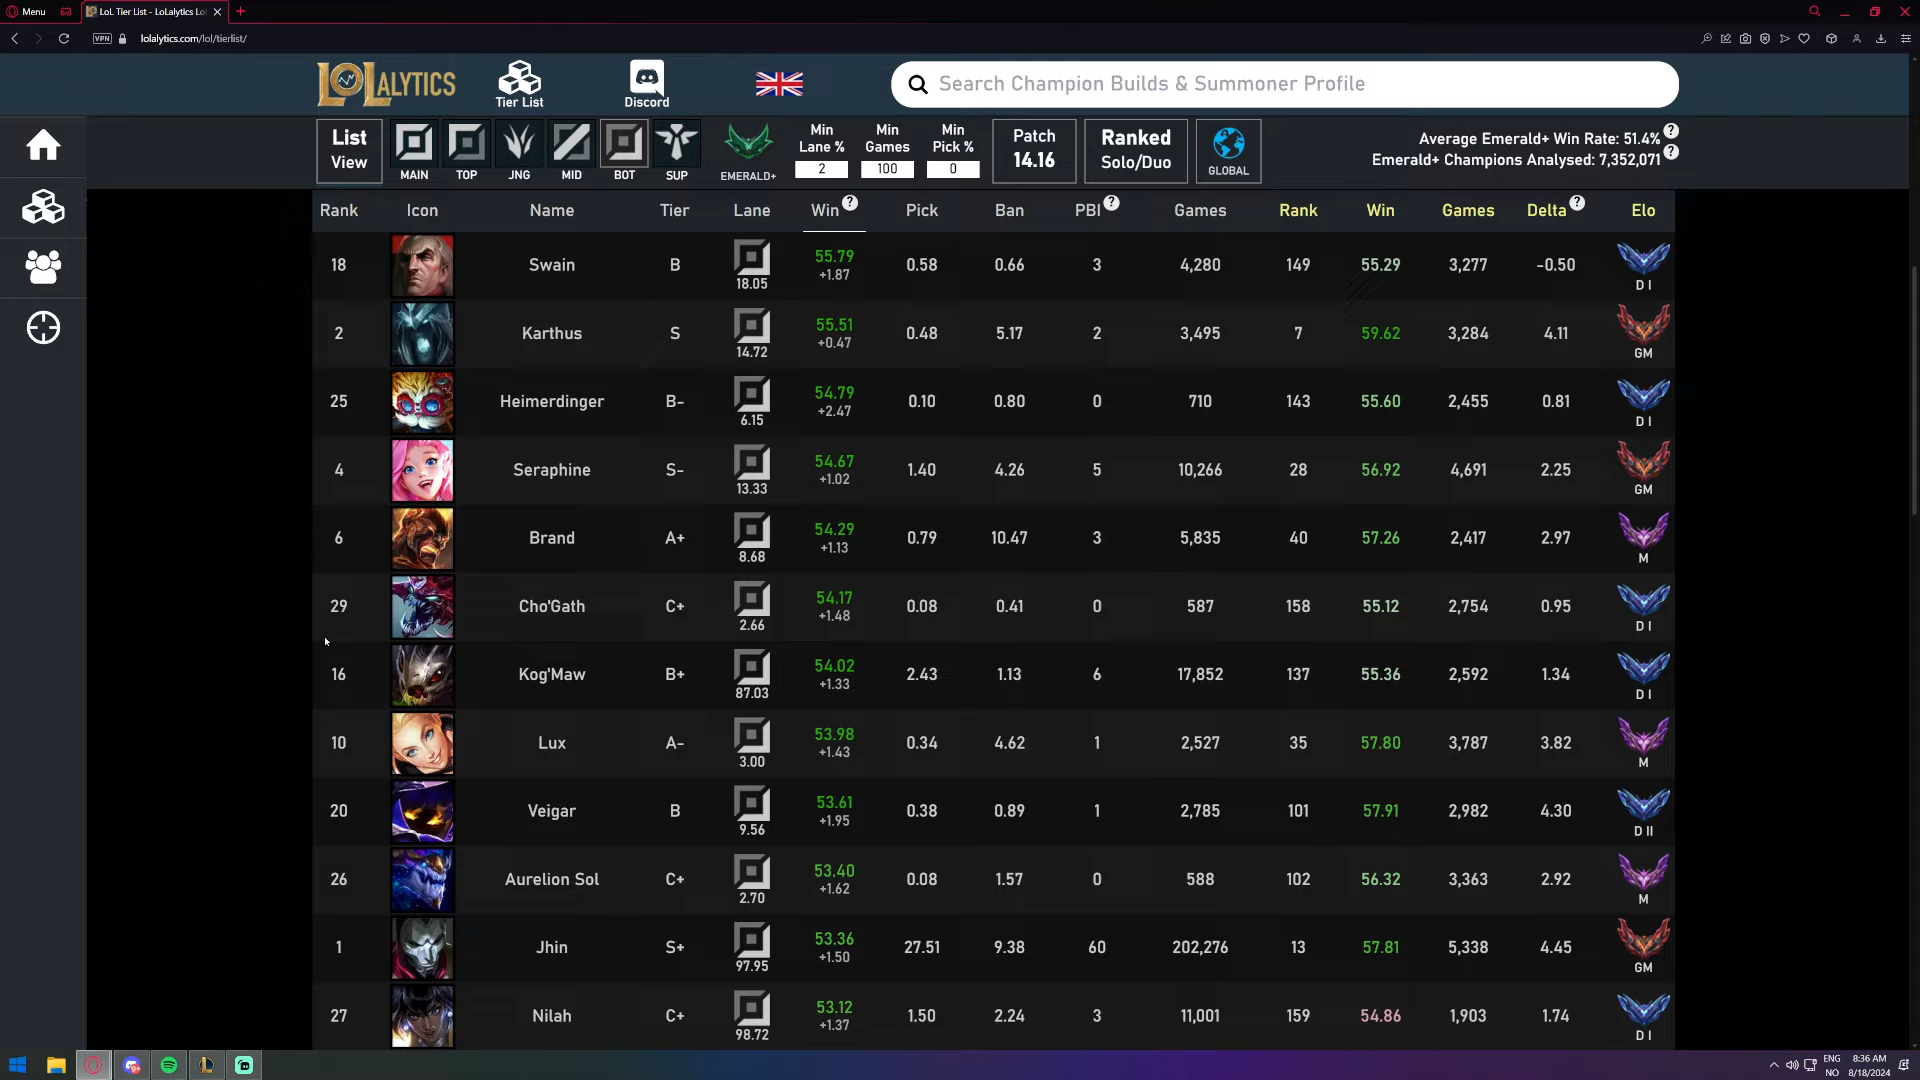 Menu
LoL Tier List - LoLalytics Lo
VPN
lolalytics.com/lol/tierlist/
LOLALYTICS
Tier List
Discord
Search Champion Builds & Summoner Profile
List View
MAIN
TOP
JNG
MID
BOT
SUP
EMERALD+
Min Lane % 2
Min Games 100
Min Pick % 0
Patch 14.16
Ranked Solo/Duo
GLOBAL
Average Emerald+ Win Rate: 51.4% ?
Emerald+ Champions Analysed: 7,352,071 ?
Rank Icon Name Tier Lane Win ? Pick Ban PBI ? Games Rank Win Games Delta ? Elo
18 Swain B 18.05 55.79 +1.87 0.58 0.66 3 4,280 149 55.29 3,277 -0.50 D I
2 Karthus S 14.72 55.51 +0.47 0.48 5.17 2 3,495 7 59.62 3,284 4.11 GM
25 Heimerdinger B- 6.15 54.79 +2.47 0.10 0.80 0 710 143 55.60 2,455 0.81 D I
4 Seraphine S- 13.33 54.67 +1.02 1.40 4.26 5 10,266 28 56.92 4,691 2.25 GM
6 Brand A+ 8.68 54.29 +1.13 0.79 10.47 3 5,835 40 57.26 2,417 2.97 M
29 Cho'Gath C+ 2.66 54.17 +1.48 0.08 0.41 0 587 158 55.12 2,754 0.95 D I
16 Kog'Maw B+ 87.03 54.02 +1.33 2.43 1.13 6 17,852 137 55.36 2,592 1.34 D I
10 Lux A- 3.00 53.98 +1.43 0.34 4.62 1 2,527 35 57.80 3,787 3.82 M
20 Veigar B 9.56 53.61 +1.95 0.38 0.89 1 2,785 101 57.91 2,982 4.30 D II
26 Aurelion Sol C+ 2.70 53.40 +1.62 0.08 1.57 0 588 102 56.32 3,363 2.92 M
1 Jhin S+ 97.95 53.36 +1.50 27.51 9.38 60 202,276 13 57.81 5,338 4.45 GM
27 Nilah C+ 98.72 53.12 +1.37 1.50 2.24 3 11,001 159 54.86 1,903 1.74 D I
ENG
NO
8:36 AM
8/18/2024